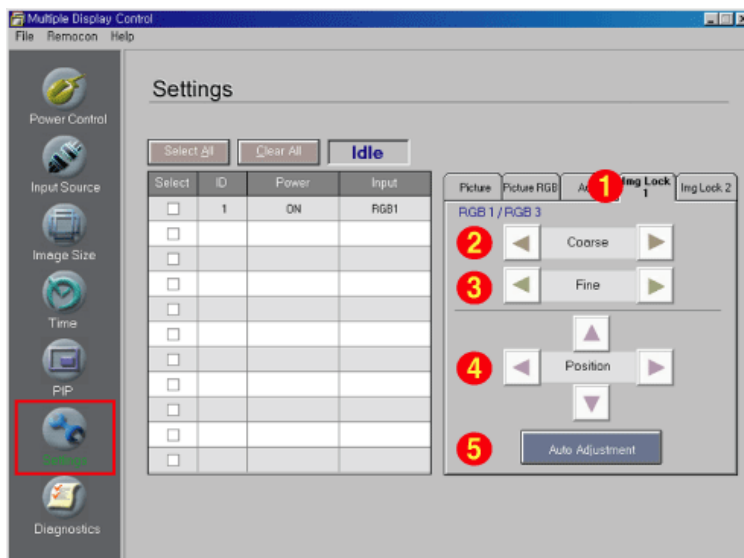 Multiple Display Control
File Remocon Help
Settings
Power Control
Input Source
Image Size
Time
PIP
Settings
Diagnostics
Select All Clear All Idle
Select ID Power Input
1 ON RGB1
Picture Picture RGB 1 Img Lock 1 Img Lock 2
RGB 1 / RGB 3
2 Coarse
3 Fine
4 Position
5 Auto Adjustment